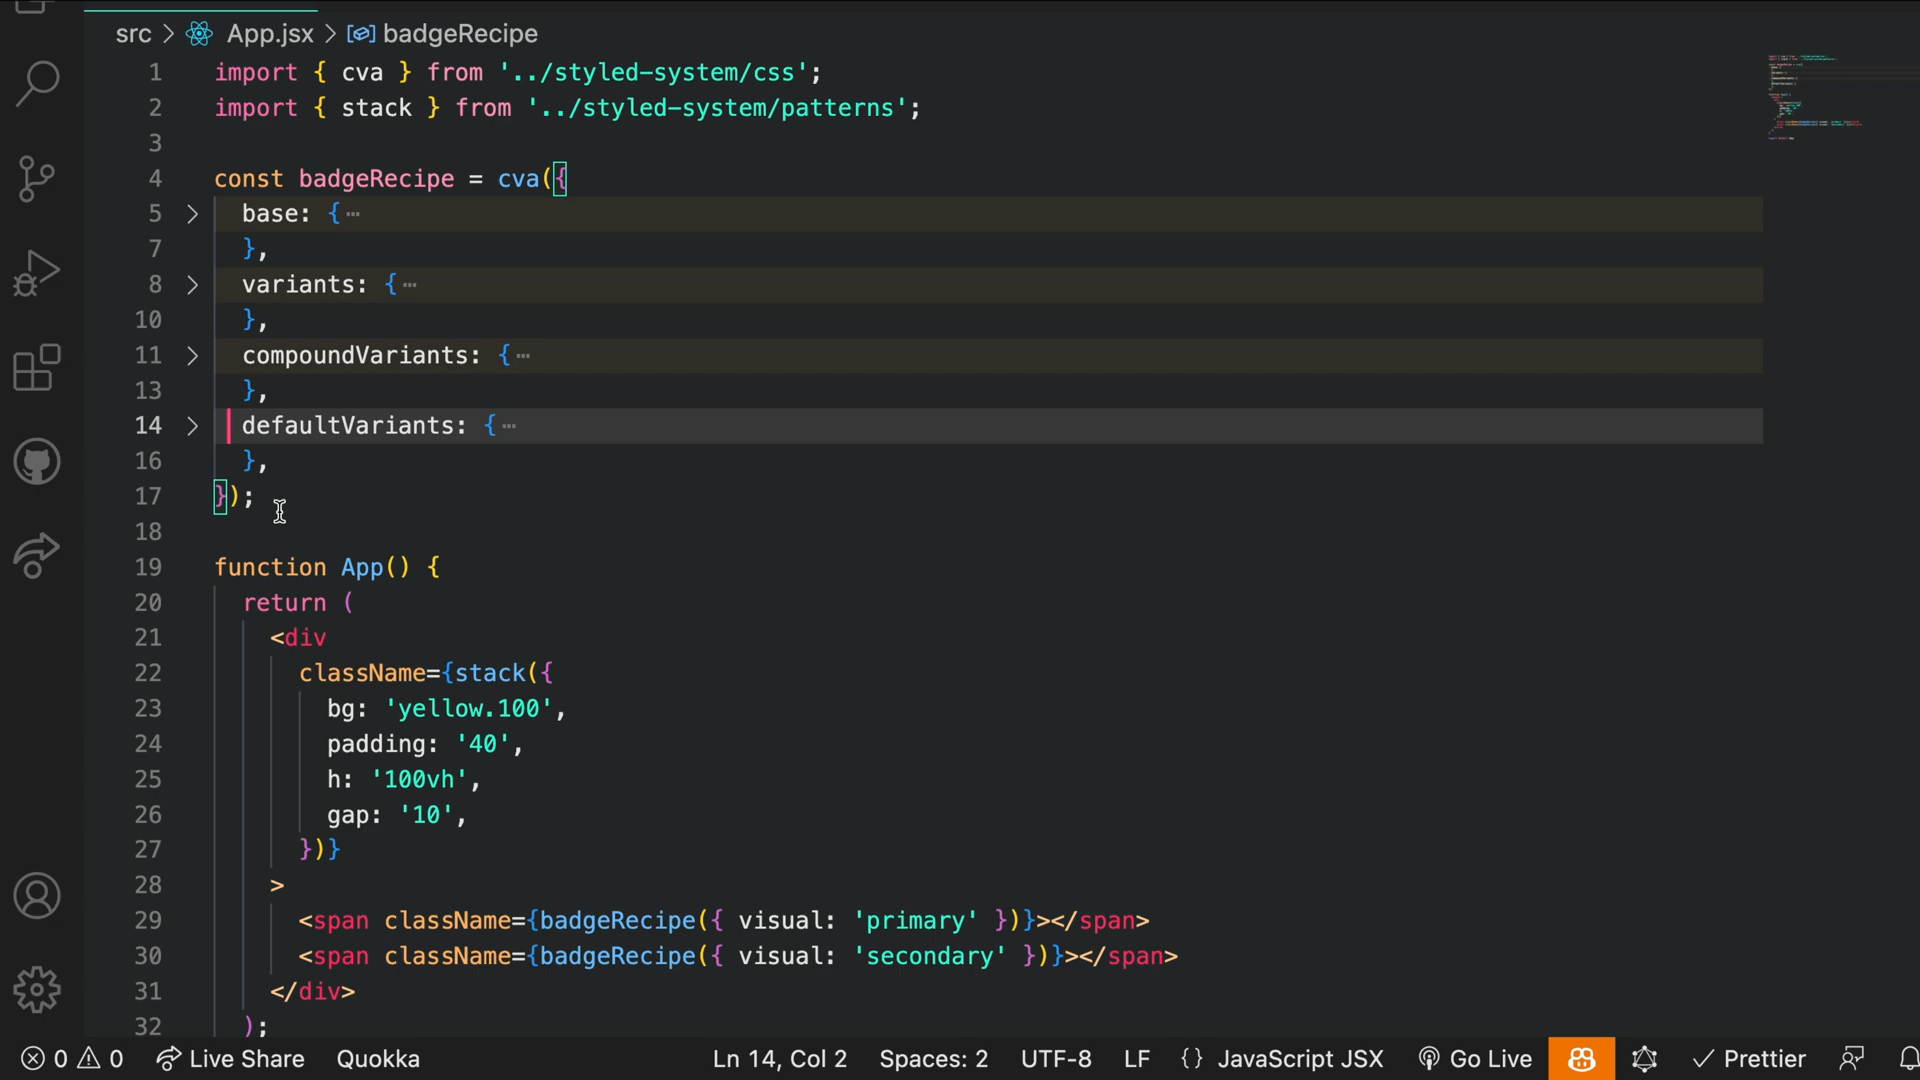 src > App.jsx > badgeRecipe
1 import { cva } from '../styled-system/css';
2 import { stack } from '../styled-system/patterns';
3
4 const badgeRecipe = cva({
5 > base: { ⋯
7 },
8 > variants: { ⋯
10 },
11 > compoundVariants: { ⋯
13 },
14 > defaultVariants: { ⋯
16 },
17 });
18
19 function App() {
20 return (
21 <div
22 className={stack({
23 bg: 'yellow.100',
24 padding: '40',
25 h: '100vh',
26 gap: '10',
27 })}
28 >
29 <span className={badgeRecipe({ visual: 'primary' })}></span>
30 <span className={badgeRecipe({ visual: 'secondary' })}></span>
31 </div>
32 );
0 0 Live Share Quokka Ln 14, Col 2 Spaces: 2 UTF-8 LF {} JavaScript JSX Go Live Prettier